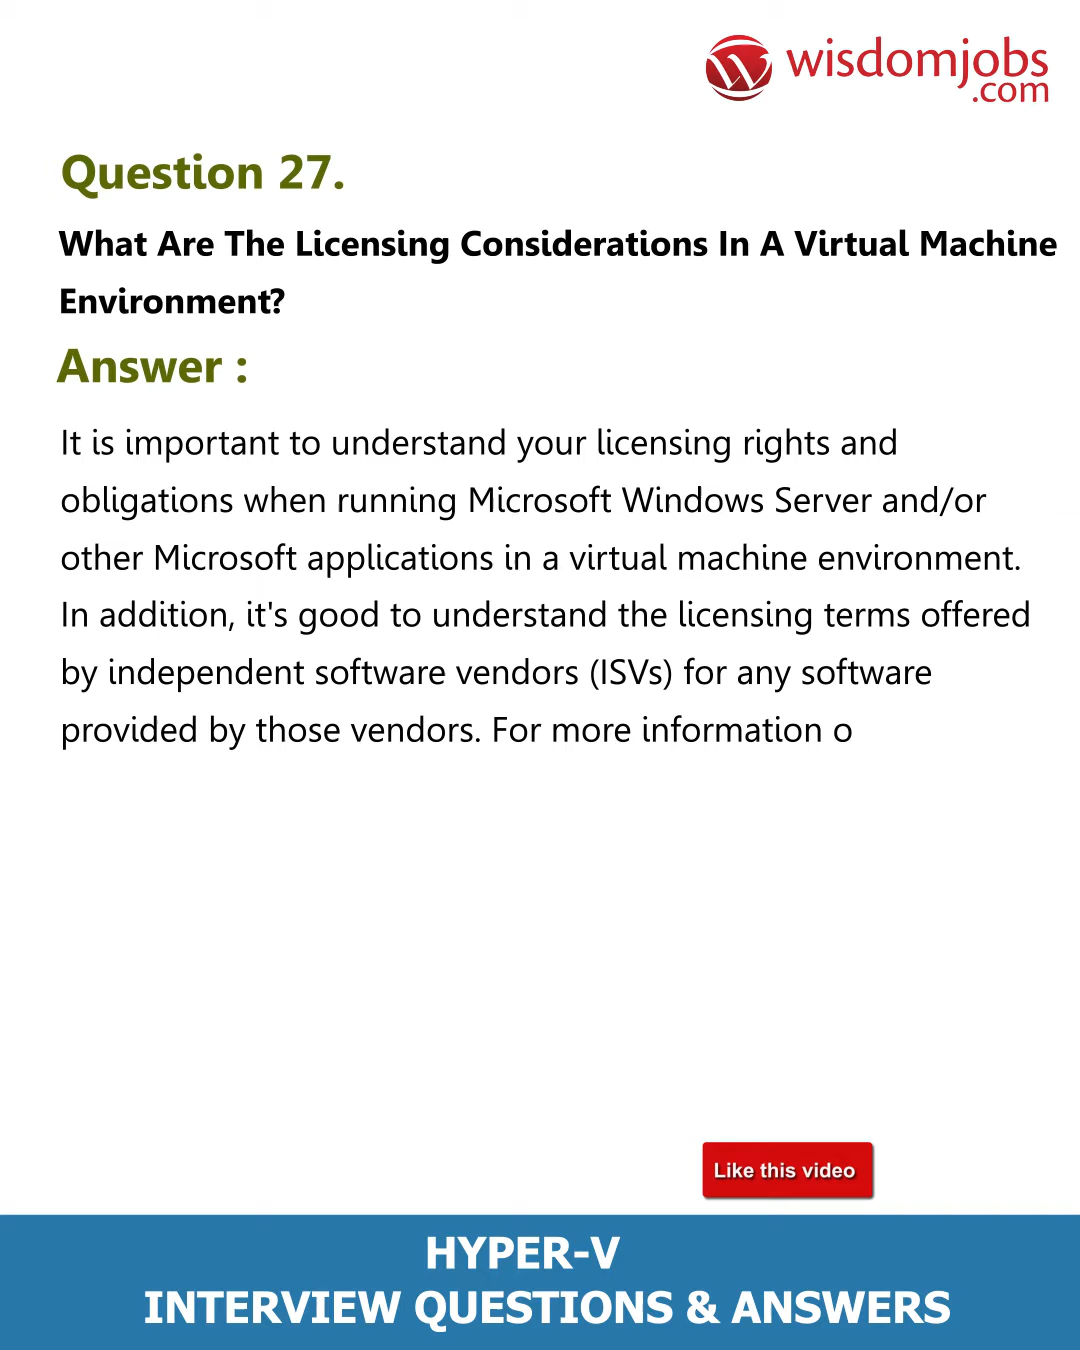 wisdomjobs
.com
Question 27.
What Are The Licensing Considerations In A Virtual Machine
Environment?
Answer :
It is important to understand your licensing rights and
obligations when running Microsoft Windows Server and/or
other Microsoft applications in a virtual machine environment.
In addition, it's good to understand the licensing terms offered
by independent software vendors (ISVs) for any software
provided by those vendors. For more information o
Like this video
HYPER-V
INTERVIEW QUESTIONS & ANSWERS